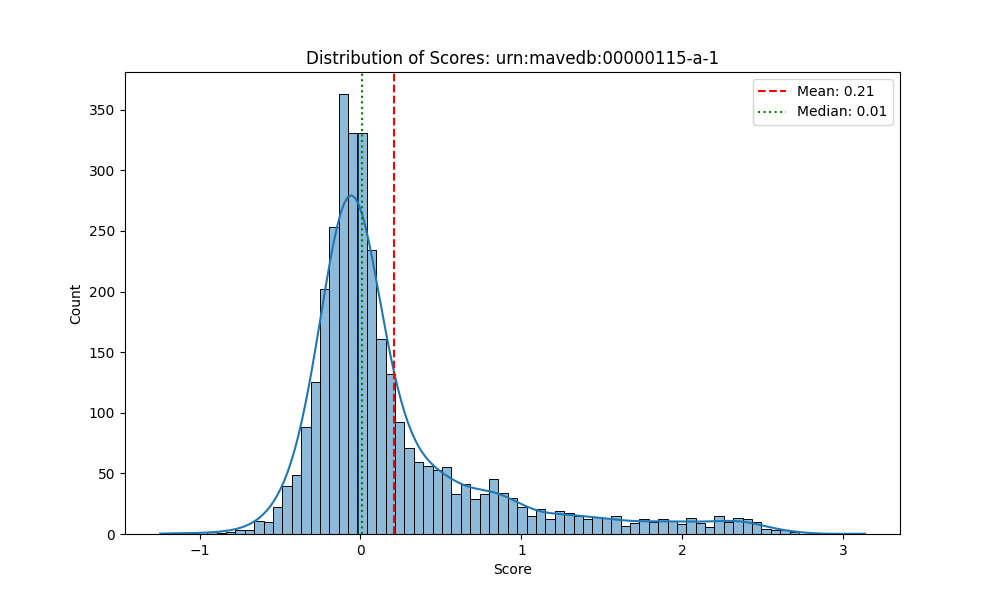 Distribution of Scores: urn:mavedb:00000115-a-1
Mean: 0.21
Median: 0.01
350
300
250
200
150
100
50
0
Count
−1
0
1
2
3
Score